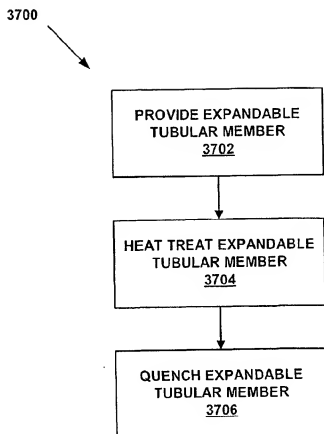 3700
PROVIDE EXPANDABLE
TUBULAR MEMBER
3702
HEAT TREAT EXPANDABLE
TUBULAR MEMBER
3704
QUENCH EXPANDABLE
TUBULAR MEMBER
3706